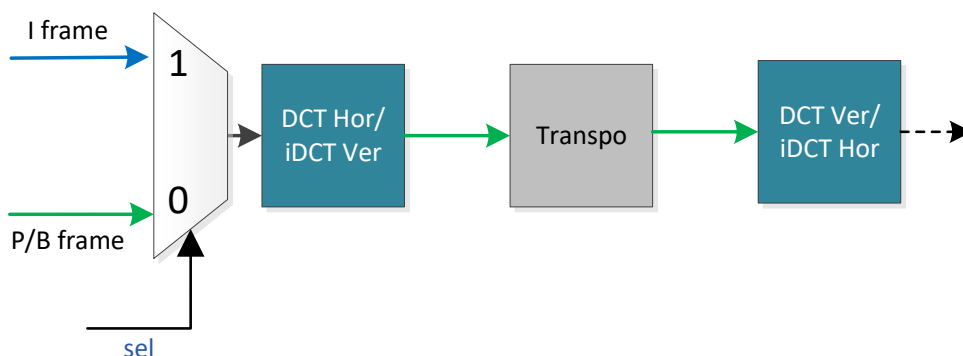 I frame
1
DCT Hor/
iDCT Ver
Transpo
DCT Ver/
iDCT Hor
0
P/B frame
sel